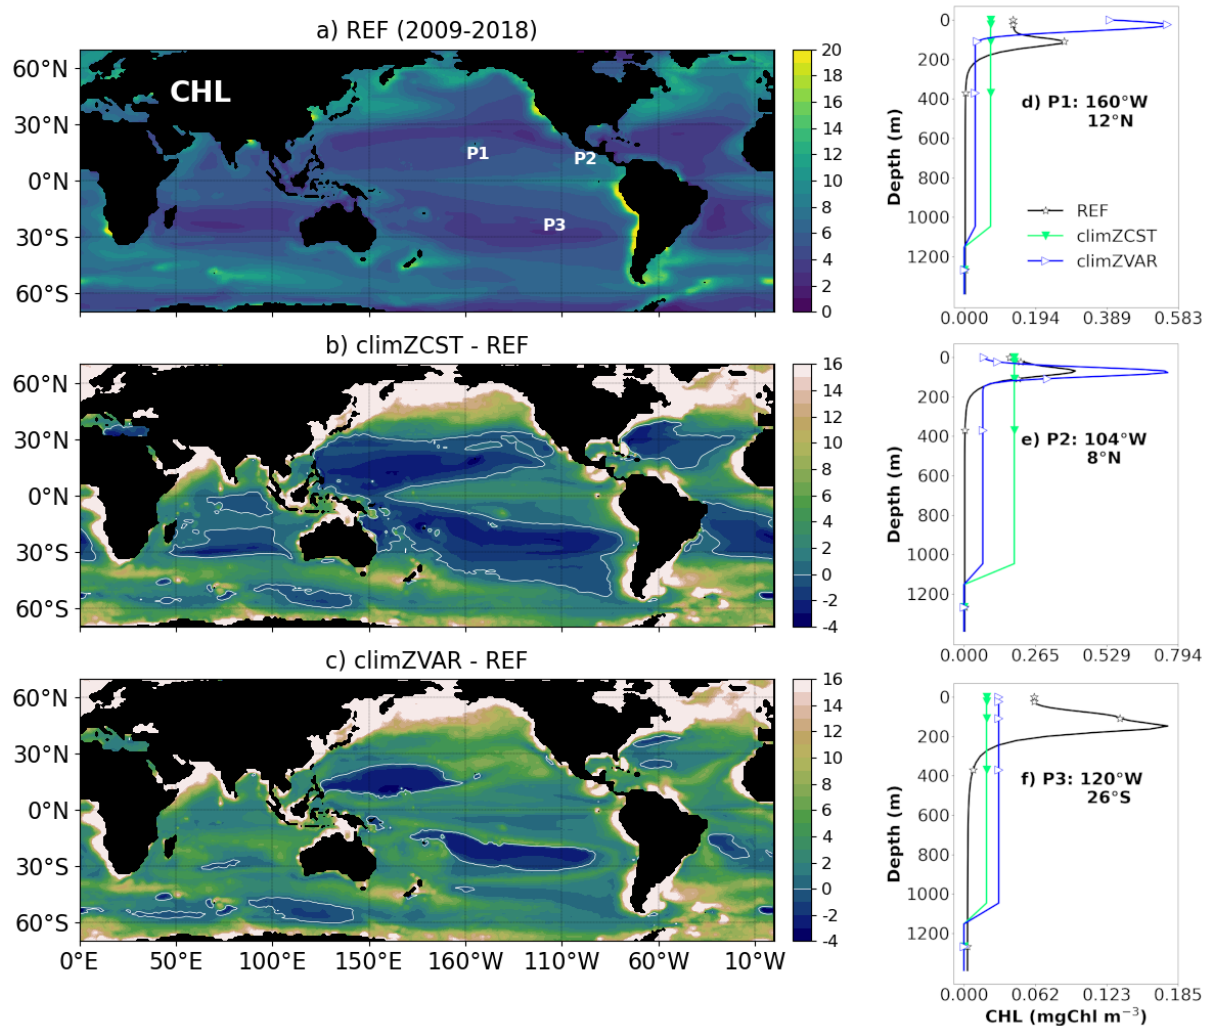 a) REF (2009-2018)
60°N
30°N
0°N
30°S
60°S
CHL
P1
P2
P3
20
18
16
14
12
10
8
6
4
2
0
b) climZCST - REF
60°N
30°N
0°N
30°S
60°S
16
14
12
10
8
6
4
2
0
-2
-4
c) climZVAR - REF
60°N
30°N
0°N
30°S
60°S
0°E
50°E
100°E
150°E
160°W
110°W
60°W
10°W
16
14
12
10
8
6
4
2
0
-2
-4
0
200
400
600
800
1000
1200
Depth (m)
d) P1: 160°W
12°N
REF
climZCST
climZVAR
0.000
0.194
0.389
0.583
0
200
400
600
800
1000
1200
Depth (m)
e) P2: 104°W
8°N
0.000
0.265
0.529
0.794
0
200
400
600
800
1000
1200
Depth (m)
f) P3: 120°W
26°S
0.000
0.062
0.123
0.185
CHL (mgChl m⁻³)